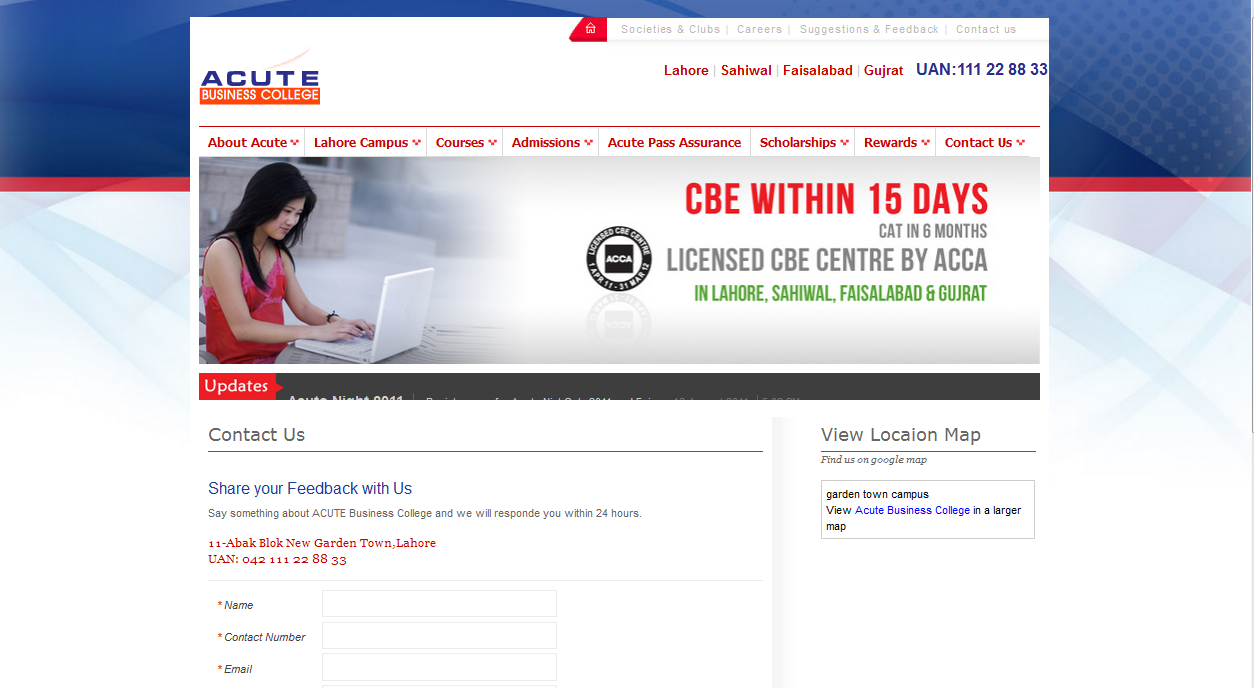 Societies & Clubs | Careers | Suggestions & Feedback | Contact us
ACUTE
BUSINESS COLLEGE
Lahore | Sahiwal | Faisalabad | Gujrat UAN:111 22 88 33
About Acute Lahore Campus Courses Admissions Acute Pass Assurance Scholarships Rewards Contact Us
CBE WITHIN 15 DAYS
CAT IN 6 MONTHS
LICENSED CBE CENTRE BY ACCA
IN LAHORE, SAHIWAL, FAISALABAD & GUJRAT
LICENSED CBE CENTRE
ACCA
1 APR 11 - 31 MAR 12
Updates
Acute Night 2011
Contact Us
Share your Feedback with Us
Say something about ACUTE Business College and we will responde you within 24 hours.
11-Abak Blok New Garden Town,Lahore
UAN: 042 111 22 88 33
* Name
* Contact Number
* Email
View Locaion Map
Find us on google map
garden town campus
View Acute Business College in a larger
map